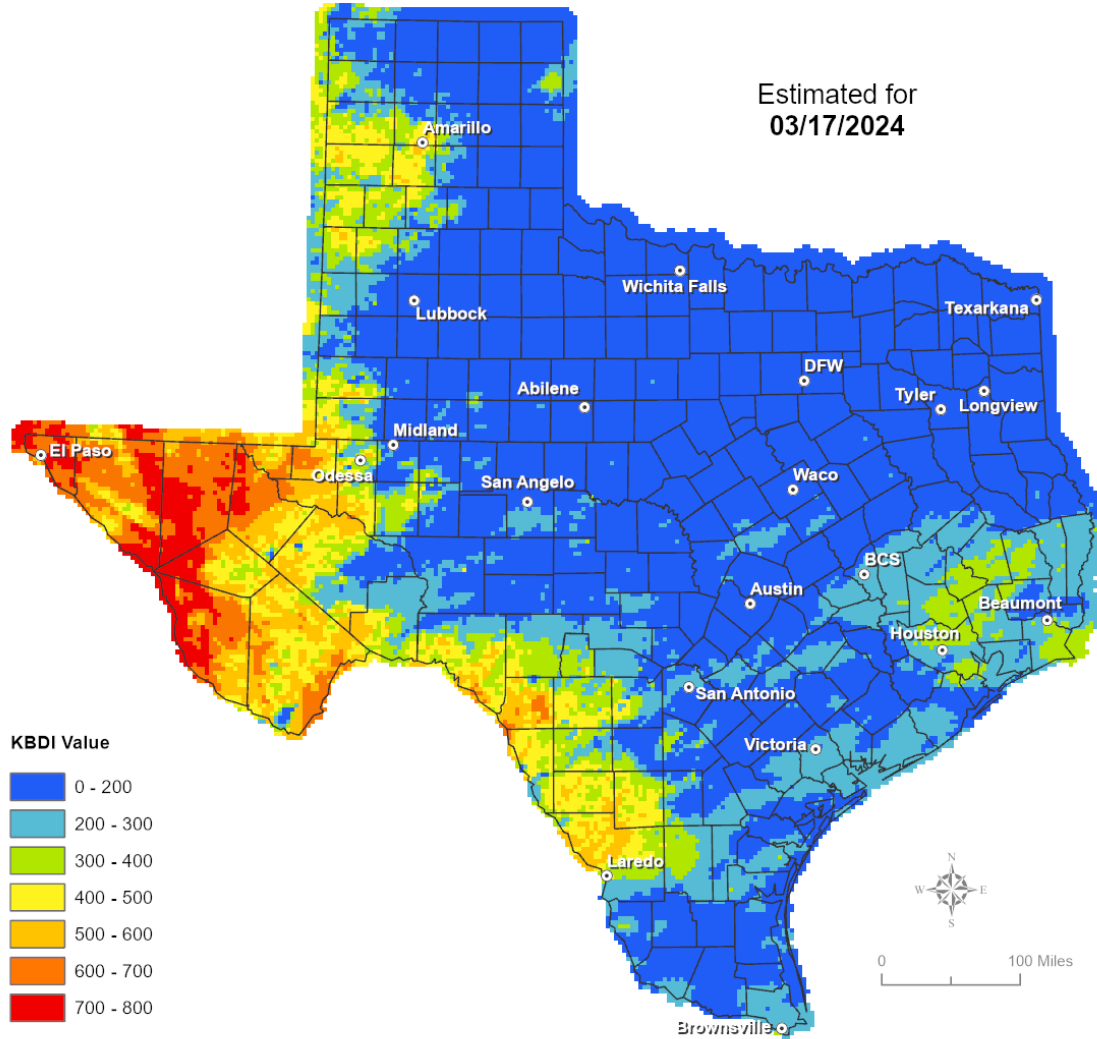 Estimated for
03/17/2024
Amarillo
Wichita Falls
Lubbock
Texarkana
DFW
Abilene
Tyler
Longview
Midland
El Paso
Odessa
San Angelo
Waco
BCS
Austin
Beaumont
Houston
San Antonio
Victoria
KBDI Value
0 - 200
200 - 300
300 - 400
400 - 500
500 - 600
600 - 700
700 - 800
Laredo
N
W E
S
0 100 Miles
Brownsville